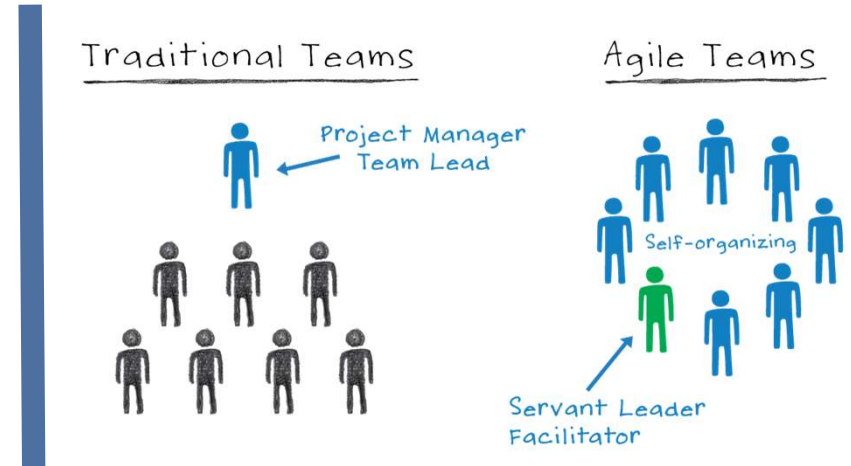 Traditional Teams
Project Manager
Team Lead
Agile Teams
Self-organizing
Servant Leader
Facilitator